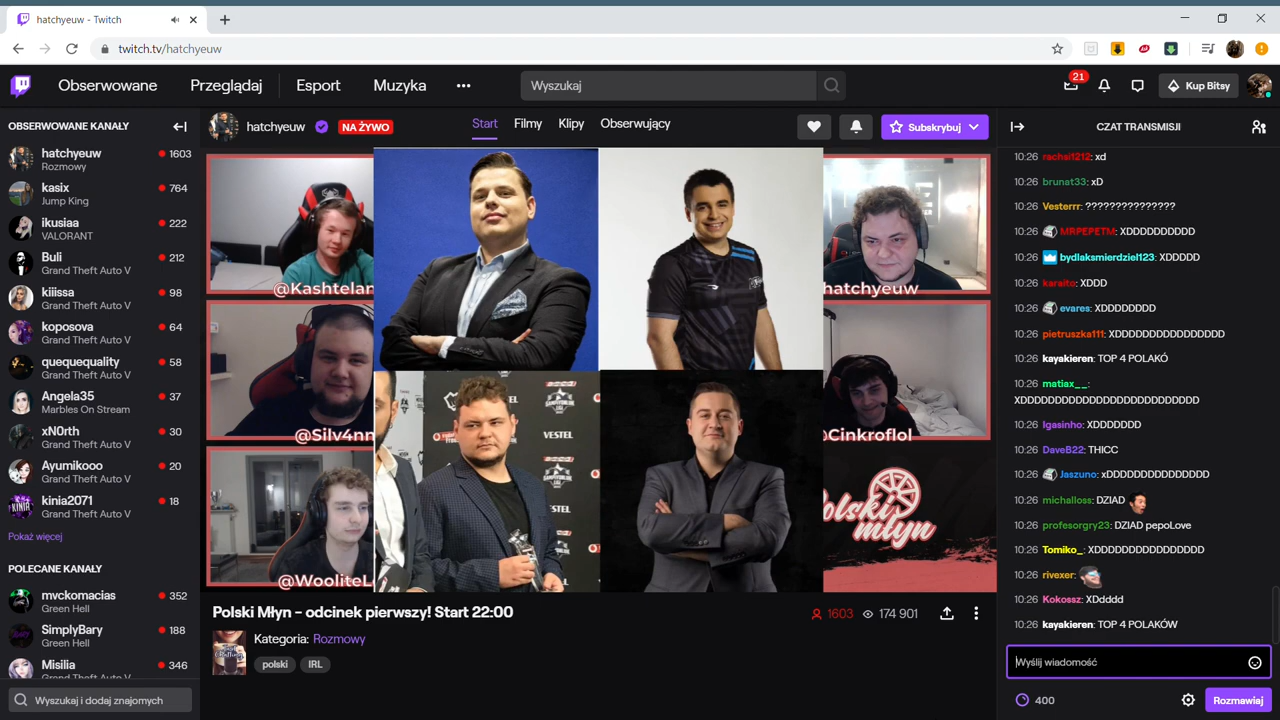 hatchyeuw - Twitch
twitch.tv/hatchyeuw
Obserwowane
Przeglądaj
Esport
Muzyka
Wyszukaj
21
Kup Bitsy
OBSERWOWANE KANAŁY
hatchyeuw 1603
Rozmowy
kasix 764
Jump King
ikusiaa 222
VALORANT
Buli 212
Grand Theft Auto V
kiiissa 98
Grand Theft Auto V
koposova 64
Grand Theft Auto V
quequequality 58
Grand Theft Auto V
Angela35 37
Marbles On Stream
xN0rth 30
Grand Theft Auto V
Ayumikooo 20
Grand Theft Auto V
kinia2071 18
Grand Theft Auto V
Pokaż więcej
POLECANE KANAŁY
mvckomacias 352
Green Hell
SimplyBary 188
Green Hell
Misilia 346
Wyszukaj i dodaj znajomych
hatchyeuw NA ŻYWO
Start
Filmy
Klipy
Obserwujący
Subskrybuj
@Kashtelan
hatchyeuw
@Silv4nn
@Cinkroflol
@WooliteL
VESTEL
VESTEL
Polski
młyn
Polski Młyn - odcinek pierwszy! Start 22:00
1603 174 901
Kategoria: Rozmowy
polski IRL
CZAT TRANSMISJI
10:26 rachsi1212: xd
10:26 brunat33: xD
10:26 Vesterrr: ???????????????
10:26 MRPEPETM: XDDDDDDDDDD
10:26 bydlaksmierdziel123: XDDDDD
10:26 karaito: XDDD
10:26 evares: XDDDDDDDD
10:26 pietruszka111: XDDDDDDDDDDDDDDDDD
10:26 kayakieren: TOP 4 POLAKÓ
10:26 matiax__:
XDDDDDDDDDDDDDDDDDDDDDDDDDDD
10:26 Igasinho: XDDDDDDD
10:26 DaveB22: THICC
10:26 Jaszuno: xDDDDDDDDDDDDDDDD
10:26 michalloss: DZIAD
10:26 profesorgry23: DZIAD pepoLove
10:26 Tomiko_: XDDDDDDDDDDDDDDDDD
10:26 rivexer:
10:26 Kokossz: XDdddd
10:26 kayakieren: TOP 4 POLAKÓW
Wyślij wiadomość
400
Rozmawiaj